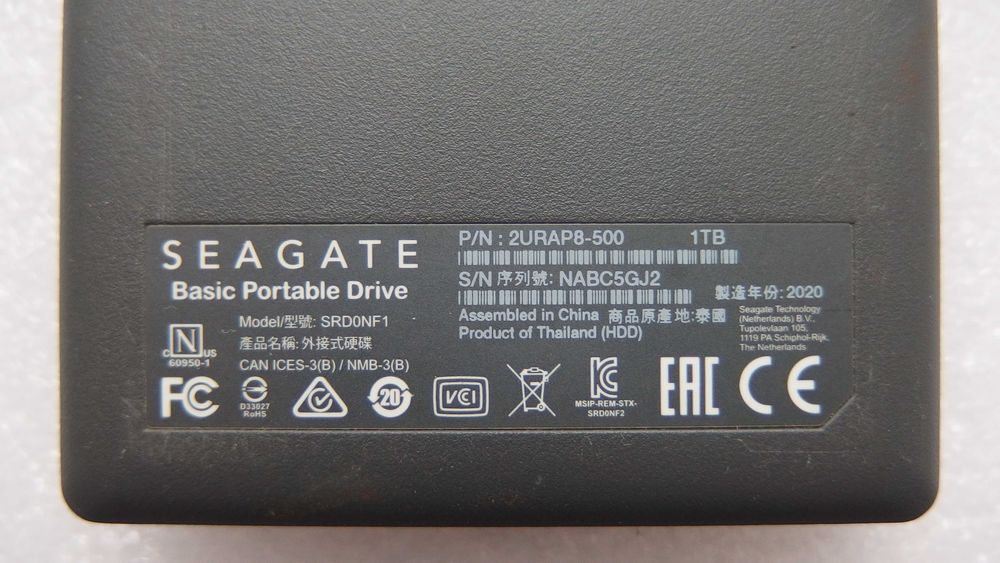 SEAGATE
Basic Portable Drive
P/N : 2URAP8-500 1TB
S/N 序列號: NABC5GJ2
製造年份: 2020
Assembled in China 商品原產地:泰國
Product of Thailand (HDD)
Seagate Technology
(Netherlands) B.V.,
Tupolevlaan 105,
1119 PA Schiphol-Rijk,
The Netherlands
Model/型號: SRD0NF1
產品名稱: 外接式硬碟
CAN ICES-3(B) / NMB-3(B)
N
c US
60950-1
FC
D33027
RoHS
20
VCI
MSIP-REM-STX-
SRD0NF2
EAC
CE